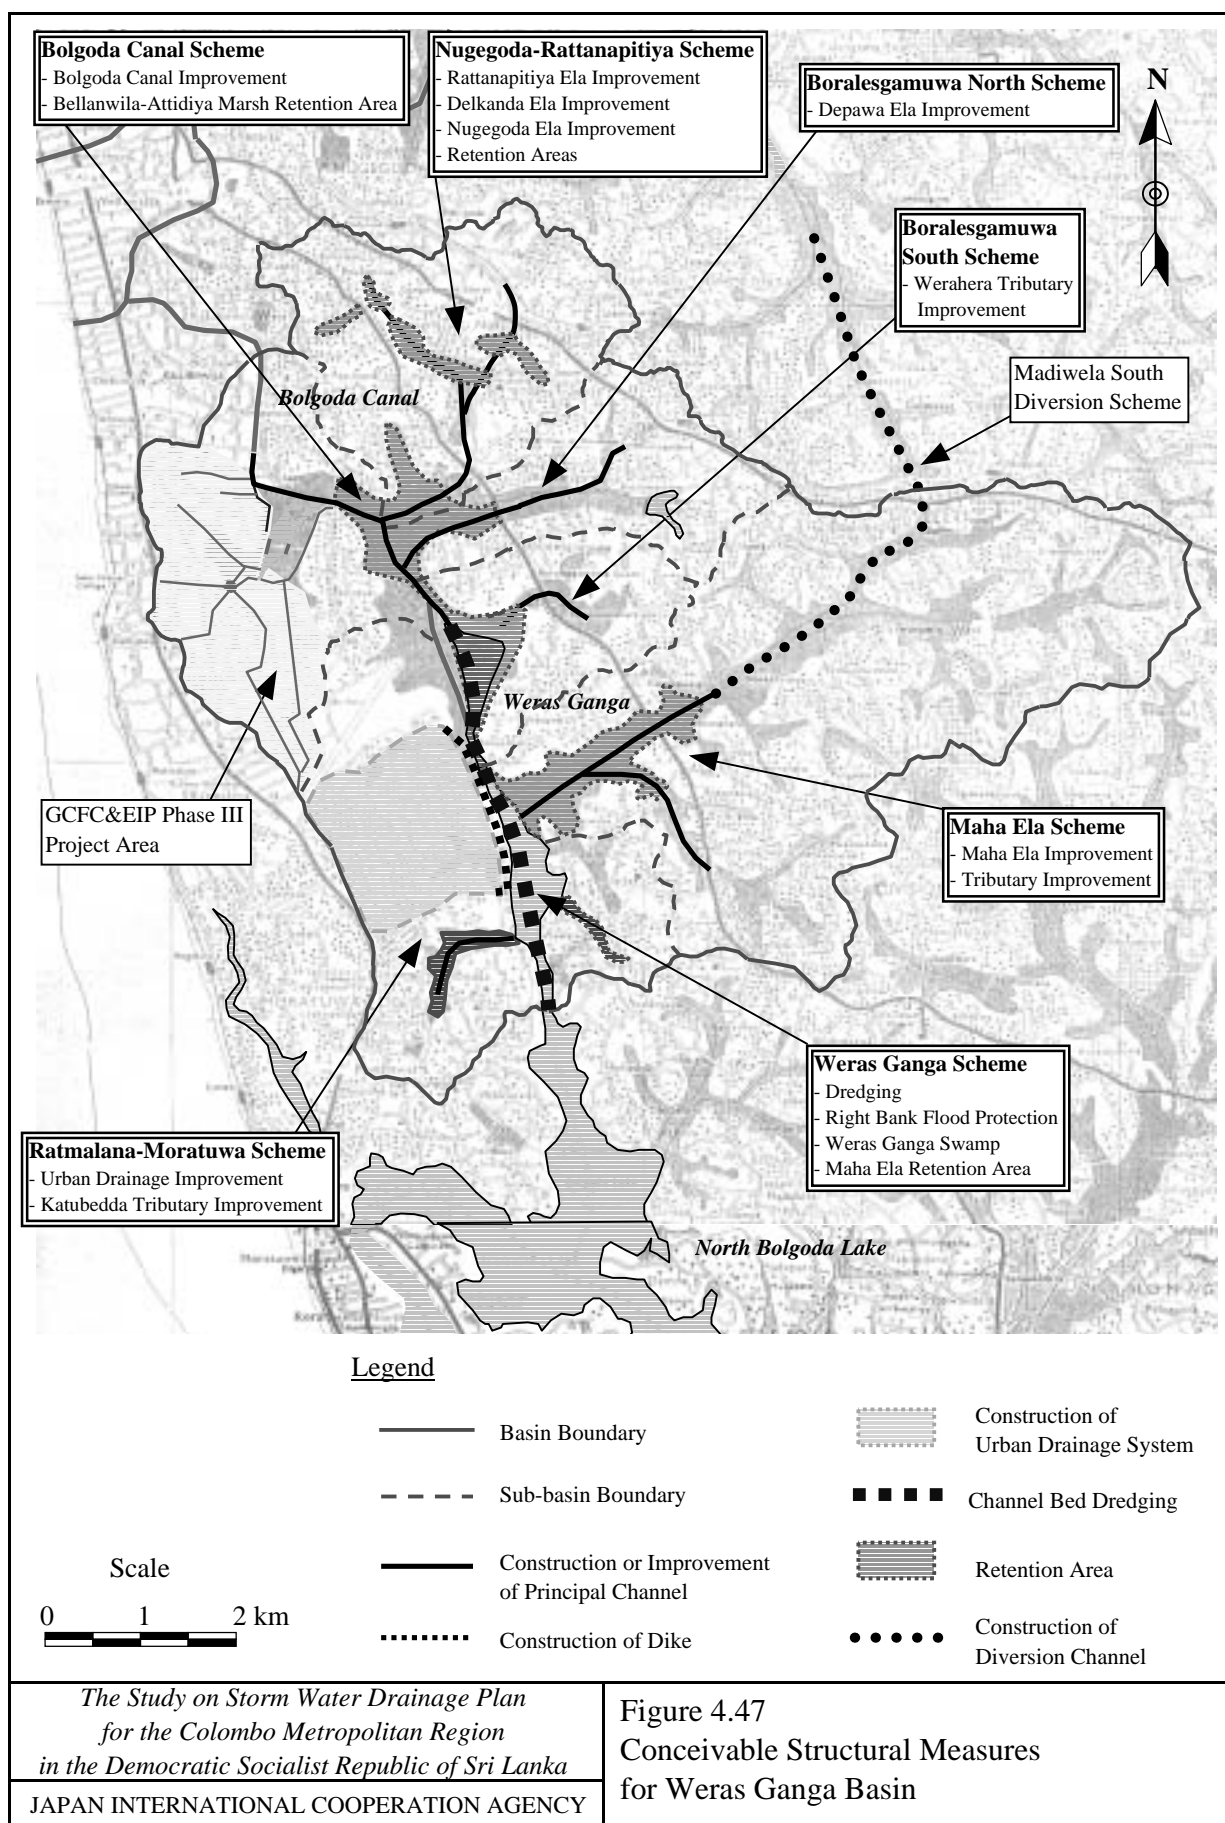 Bolgoda Canal Scheme
- Bolgoda Canal Improvement
- Bellanwila-Attidiya Marsh Retention Area
Nugegoda-Rattanapitiya Scheme
- Rattanapitiya Ela Improvement
- Delkanda Ela Improvement
- Nugegoda Ela Improvement
- Retention Areas
Boralesgamuwa North Scheme
- Depawa Ela Improvement
N
Boralesgamuwa
South Scheme
- Werahera Tributary
Improvement
Madiwela South
Diversion Scheme
Bolgoda Canal
Weras Ganga
GCFC&EIP Phase III
Project Area
Maha Ela Scheme
- Maha Ela Improvement
- Tributary Improvement
Weras Ganga Scheme
- Dredging
- Right Bank Flood Protection
- Weras Ganga Swamp
- Maha Ela Retention Area
Ratmalana-Moratuwa Scheme
- Urban Drainage Improvement
- Katubedda Tributary Improvement
North Bolgoda Lake
Legend
Basin Boundary
Sub-basin Boundary
Construction or Improvement
of Principal Channel
Construction of Dike
Construction of
Urban Drainage System
Channel Bed Dredging
Retention Area
Construction of
Diversion Channel
Scale
0 1 2 km
The Study on Storm Water Drainage Plan
for the Colombo Metropolitan Region
in the Democratic Socialist Republic of Sri Lanka
JAPAN INTERNATIONAL COOPERATION AGENCY
Figure 4.47
Conceivable Structural Measures
for Weras Ganga Basin